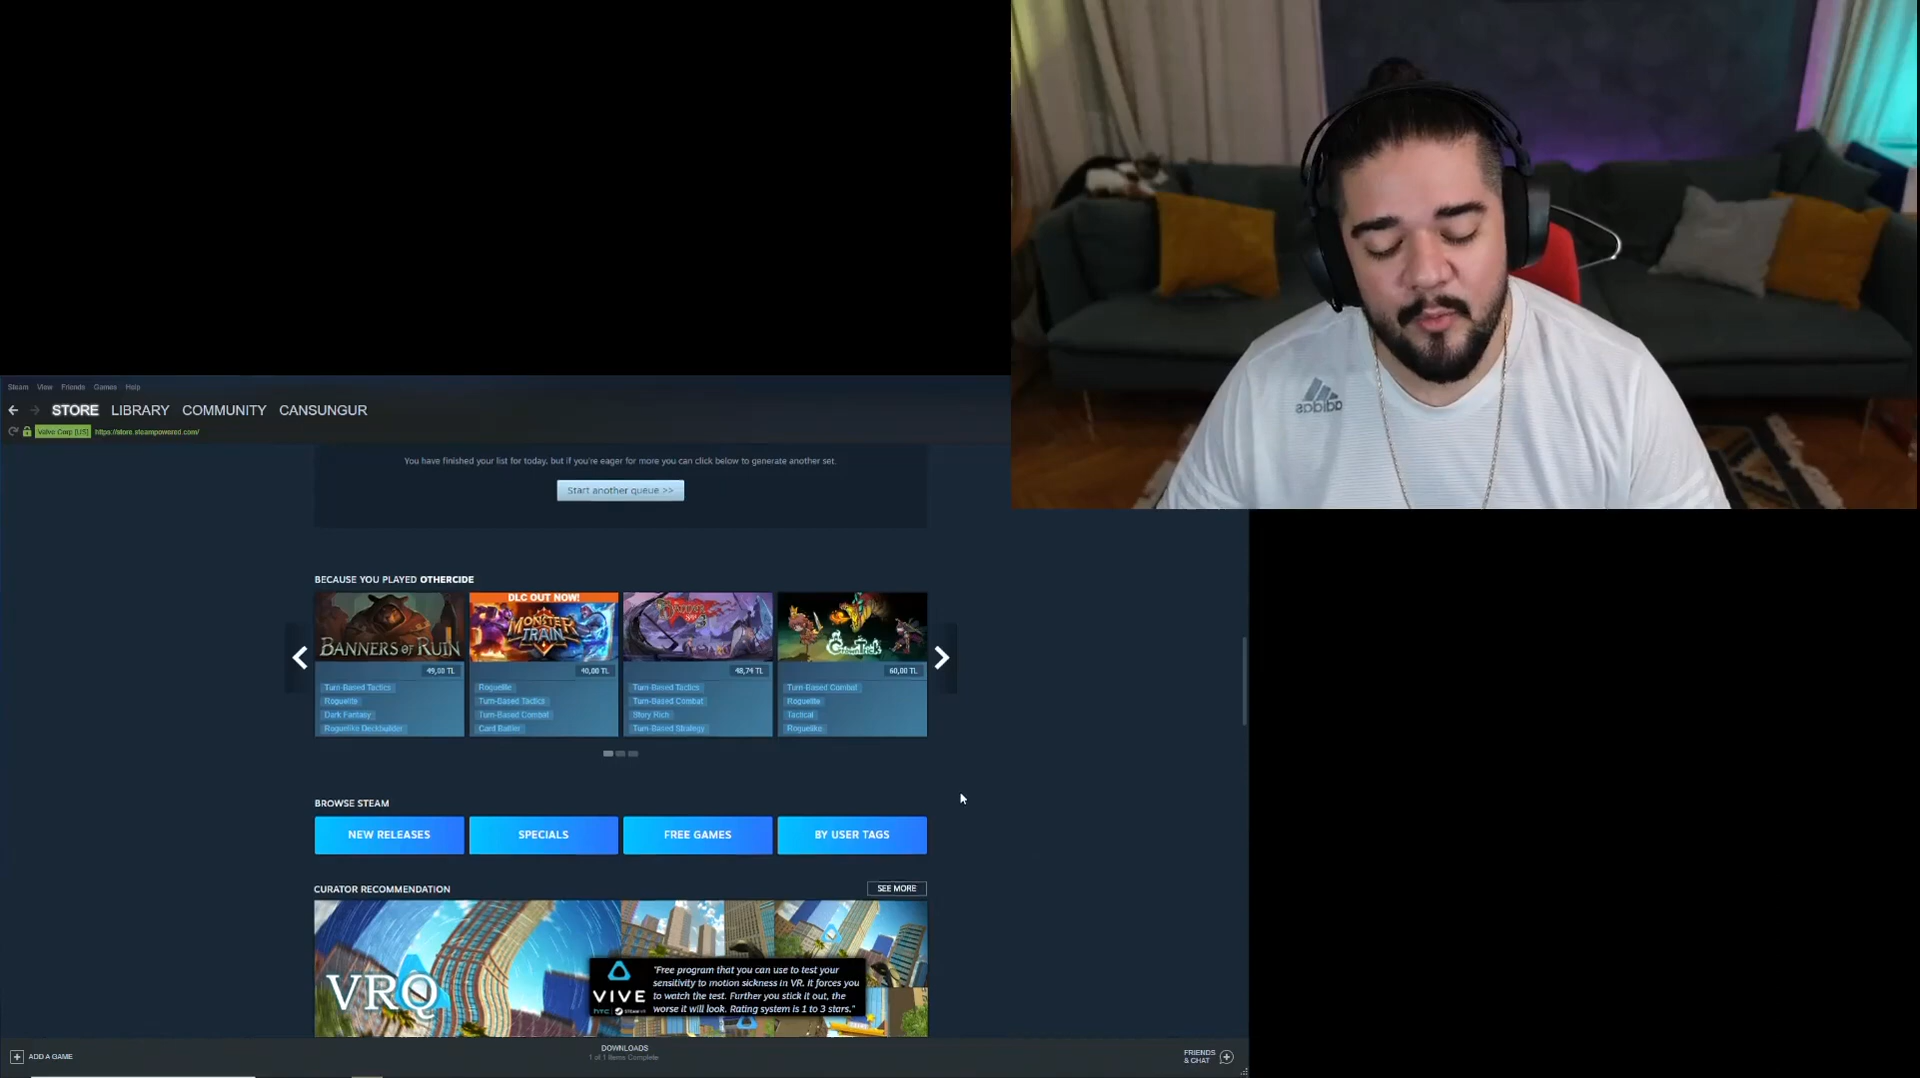 Steam View Friends Games Help
STORE LIBRARY COMMUNITY CANSUNGUR
Valve Corp [US] https://store.steampowered.com/
adidas
You have finished your list for today, but if you're eager for more you can click below to generate another set.
Start another queue >>
BECAUSE YOU PLAYED OTHERCIDE
BANNERS OF RUIN
49,00 TL
Turn-Based Tactics
Roguelite
Dark Fantasy
Roguelike Deckbuilder
DLC OUT NOW!
MONSTER TRAIN
40,00 TL
Roguelite
Turn-Based Tactics
Turn-Based Combat
Card Battler
48,74 TL
Turn-Based Tactics
Turn-Based Combat
Story Rich
Turn-Based Strategy
60,00 TL
Turn-Based Combat
Roguelite
Tactical
Roguelike
BROWSE STEAM
NEW RELEASES
SPECIALS
FREE GAMES
BY USER TAGS
CURATOR RECOMMENDATION
SEE MORE
VRQ
VIVE
htc STEAMVR
"Free program that you can use to test your
sensitivity to motion sickness in VR. It forces you
to watch the test. Further you stick it out, the
worse it will look. Rating system is 1 to 3 stars."
ADD A GAME
DOWNLOADS
1 of 1 Items Complete
FRIENDS
& CHAT